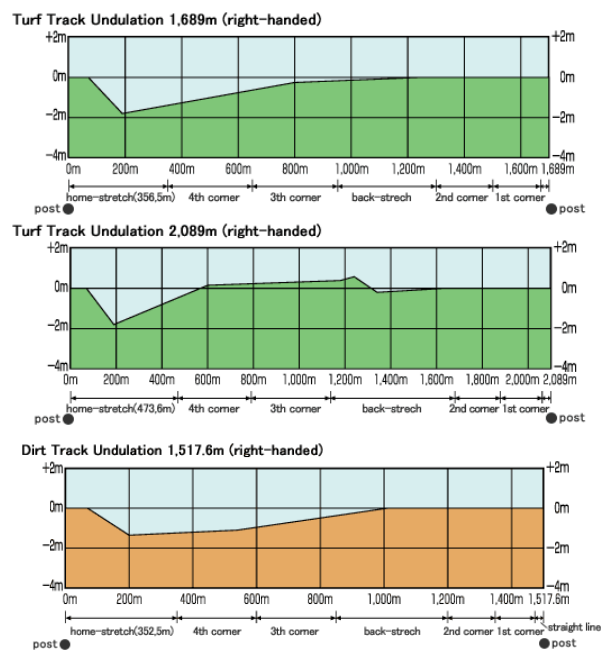 Turf Track Undulation 1,689m (right-handed)
+2m +2m
0m 0m
−2m −2m
−4m −4m
0m 200m 400m 600m 800m 1,000m 1,200m 1,400m 1,600m 1,689m
home-stretch(356,5m) 4th corner 3th corner back-strech 2nd corner 1st corner
post post
Turf Track Undulation 2,089m (right-handed)
+2m +2m
0m 0m
−2m −2m
−4m −4m
0m 200m 400m 600m 800m 1,000m 1,200m 1,400m 1,600m 1,800m 2,000m 2,089m
home-stretch(473,6m) 4th corner 3th corner back-strech 2nd corner 1st corner
post post
Dirt Track Undulation 1,517.6m (right-handed)
+2m +2m
0m 0m
−2m −2m
−4m −4m
0m 200m 400m 600m 800m 1,000m 1,200m 1,400m 1,517.6m
home-stretch(352,5m) 4th corner 3th corner back-strech 2nd corner 1st corner straight line
post post